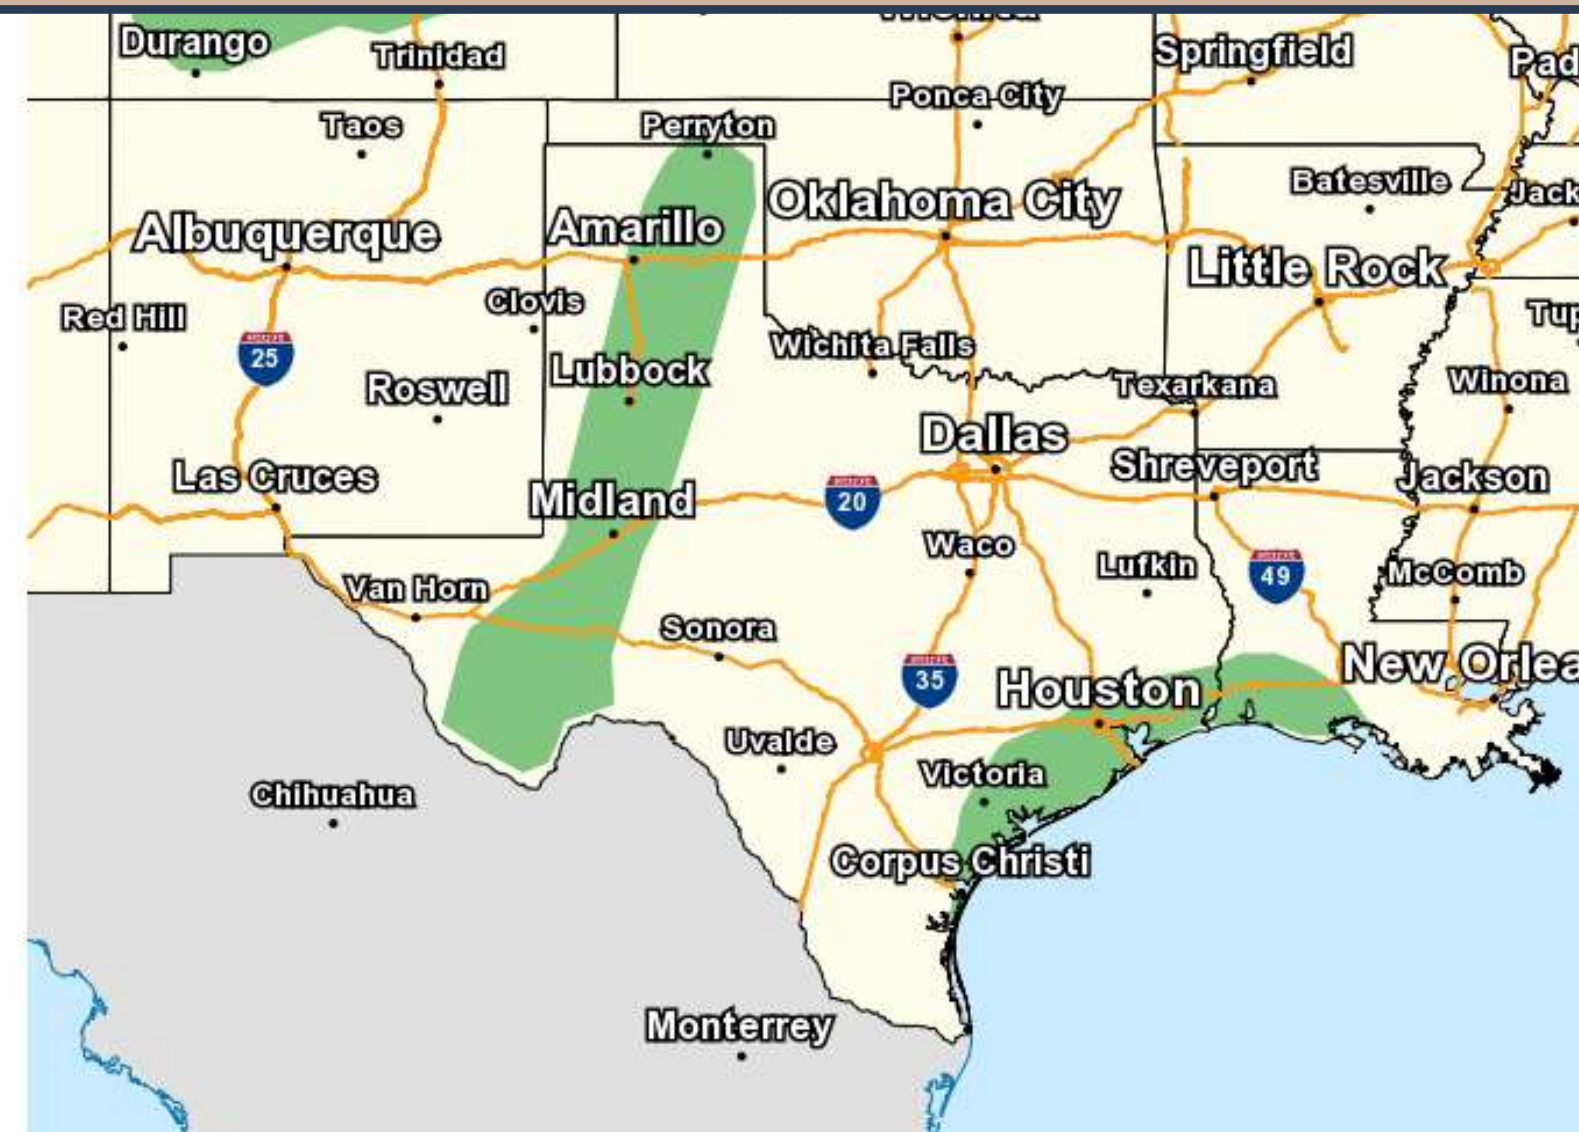 Durango
Trinidad
Springfield
Ponca City
Taos
Perryton
Batesville
Oklahoma City
Albuquerque
Amarillo
Little Rock
Clovis
Red Hill
25
Wichita Falls
Lubbock
Roswell
Texarkana
Winona
Dallas
Las Cruces
Shreveport
Jackson
Midland
20
Waco
Lufkin
49
McComb
Van Horn
Sonora
35
Houston
New Orlea
Uvalde
Victoria
Chihuahua
Corpus Christi
Monterrey